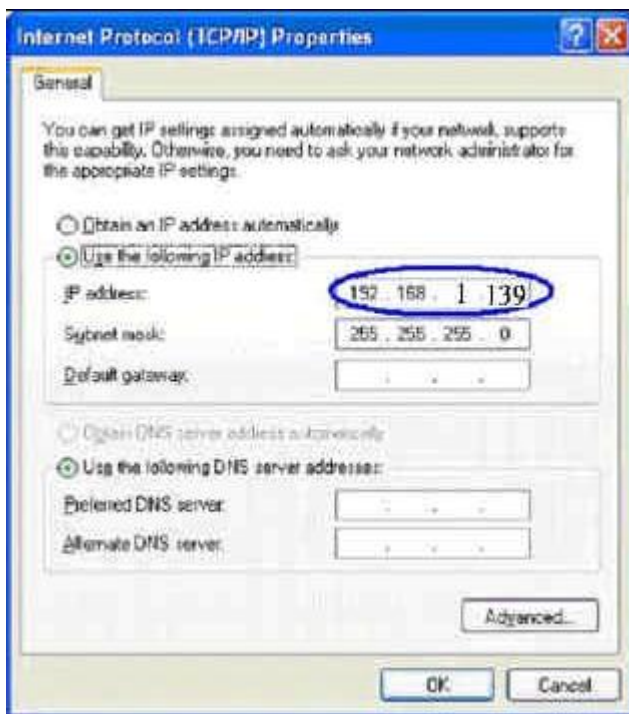 Internet Protocol (TCP/IP) Properties
General
You can get IP settings assigned automatically if your network supports
this capability. Otherwise, you need to ask your network administrator for
the appropriate IP settings.
Obtain an IP address automatically
Use the following IP address:
IP address: 192 . 168 . 1 . 139
Subnet mask: 255 . 255 . 255 . 0
Default gateway: . . .
Obtain DNS server address automatically
Use the following DNS server addresses:
Preferred DNS server: . . .
Alternate DNS server: . . .
Advanced...
OK Cancel